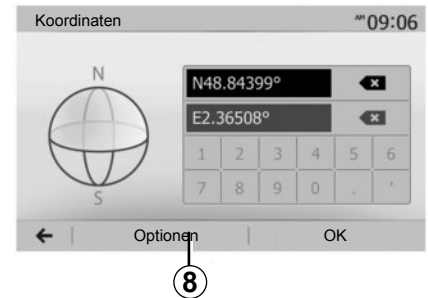 Koordinaten AM 09:06
N
S
N48.84399°
E2.36508°
1 2 3 4 5 6
7 8 9 0 . '
Optionen OK
8